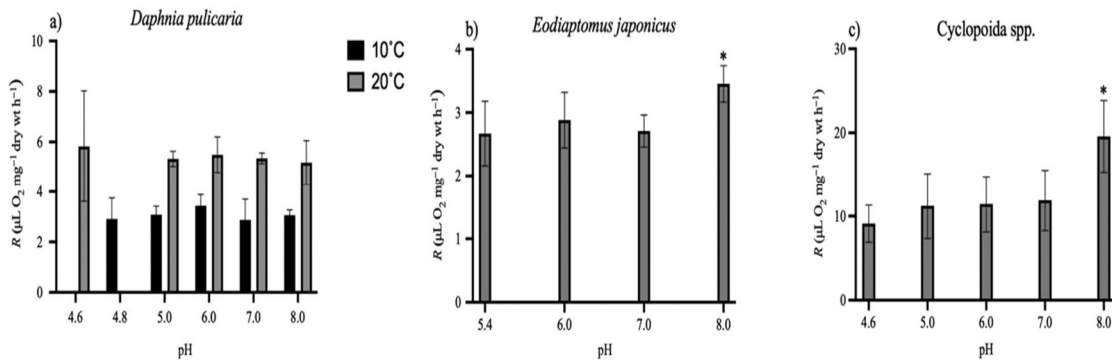 a)
Daphnia pulicaria
10˚C
20˚C
R (μL O₂ mg⁻¹ dry wt h⁻¹)
10
8
6
4
2
0
4.6 4.8 5.0 6.0 7.0 8.0
pH
b)
Eodiaptomus japonicus
R (μL O₂ mg⁻¹ dry wt h⁻¹)
4
3
2
1
0
*
5.4 6.0 7.0 8.0
pH
c)
Cyclopoida spp.
R (μL O₂ mg⁻¹ dry wt h⁻¹)
30
20
10
0
*
4.6 5.0 6.0 7.0 8.0
pH